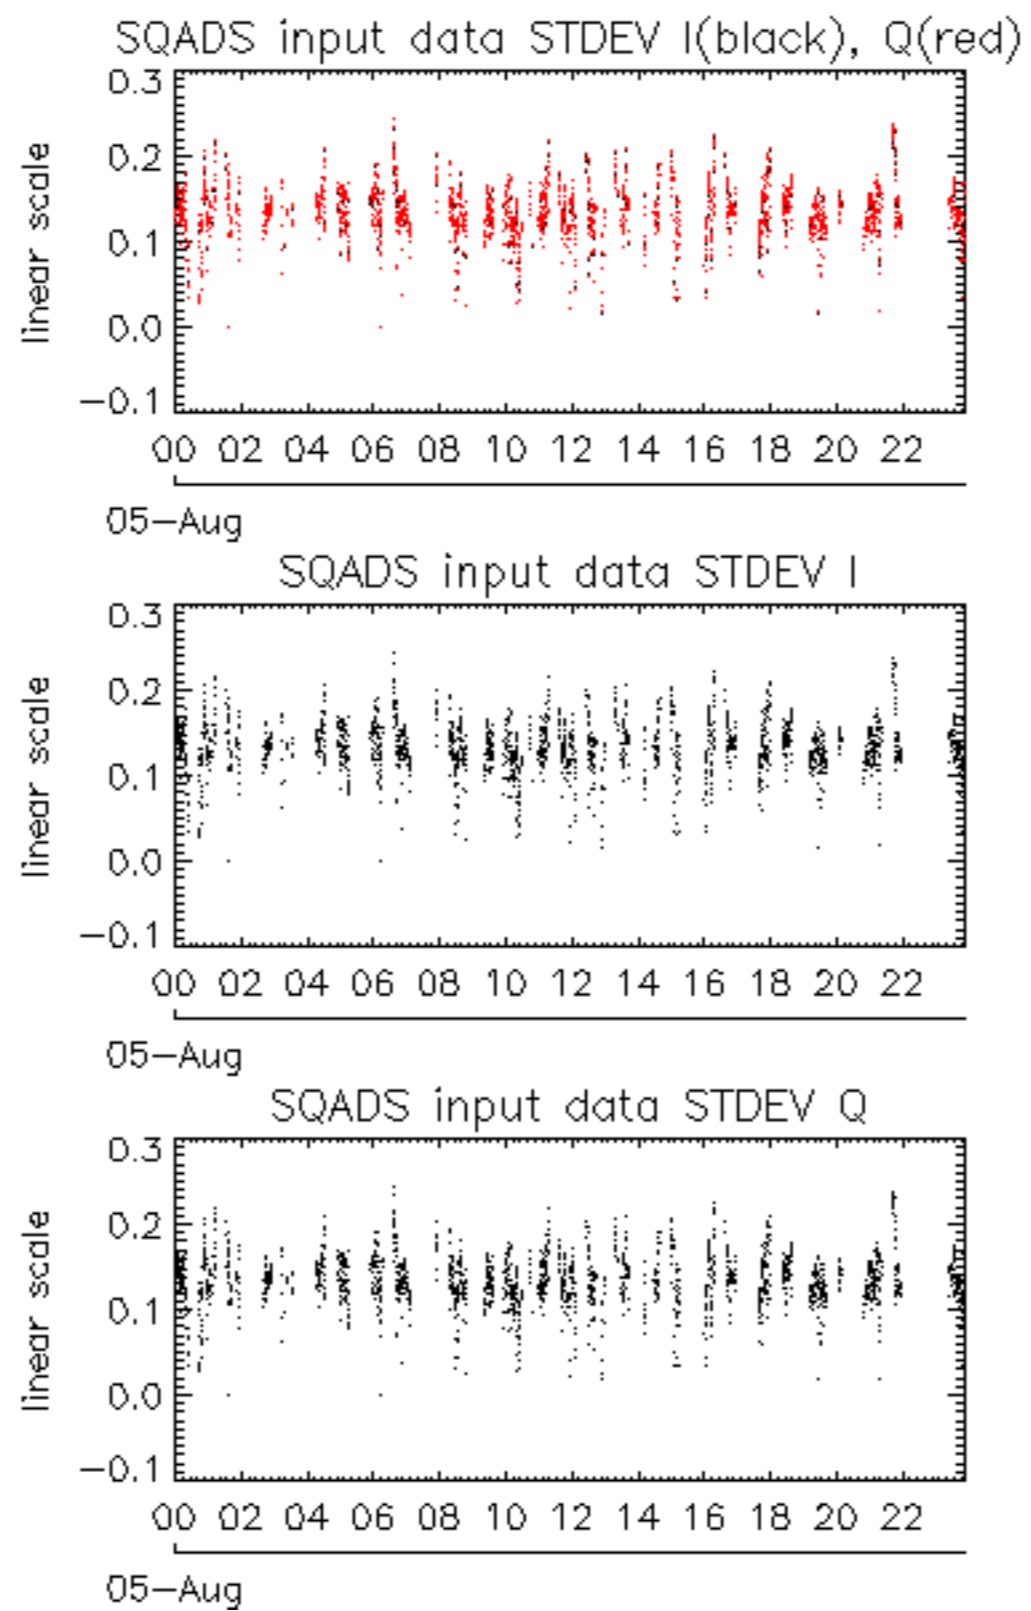 SQADS input data STDEV I(black), Q(red)
0.3
0.2
0.1
0.0
−0.1
linear scale
00 02 04 06 08 10 12 14 16 18 20 22
05−Aug
SQADS input data STDEV I
0.3
0.2
0.1
0.0
−0.1
linear scale
00 02 04 06 08 10 12 14 16 18 20 22
05−Aug
SQADS input data STDEV Q
0.3
0.2
0.1
0.0
−0.1
linear scale
00 02 04 06 08 10 12 14 16 18 20 22
05−Aug